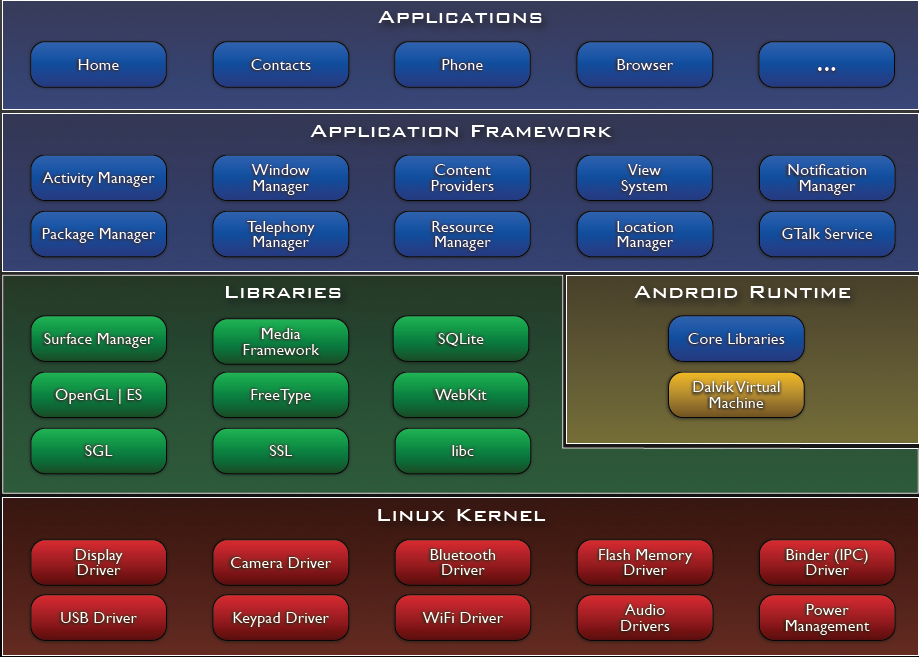 APPLICATIONS
Home
Contacts
Phone
Browser
...
APPLICATION FRAMEWORK
Activity Manager
Window
Manager
Content
Providers
View
System
Notification
Manager
Package Manager
Telephony
Manager
Resource
Manager
Location
Manager
GTalk Service
LIBRARIES
Surface Manager
Media
Framework
SQLite
OpenGL | ES
FreeType
WebKit
SGL
SSL
libc
ANDROID RUNTIME
Core Libraries
Dalvik Virtual
Machine
LINUX KERNEL
Display
Driver
Camera Driver
Bluetooth
Driver
Flash Memory
Driver
Binder (IPC)
Driver
USB Driver
Keypad Driver
WiFi Driver
Audio
Drivers
Power
Management